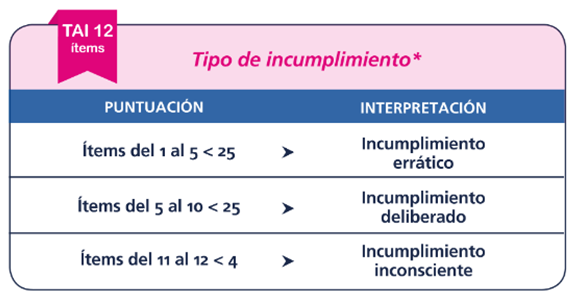 TAI 12
ítems
Tipo de incumplimiento*
PUNTUACIÓN
INTERPRETACIÓN
Ítems del 1 al 5 < 25
➤
Incumplimiento
errático
Ítems del 5 al 10 < 25
➤
Incumplimiento
deliberado
Ítems del 11 al 12 < 4
➤
Incumplimiento
inconsciente